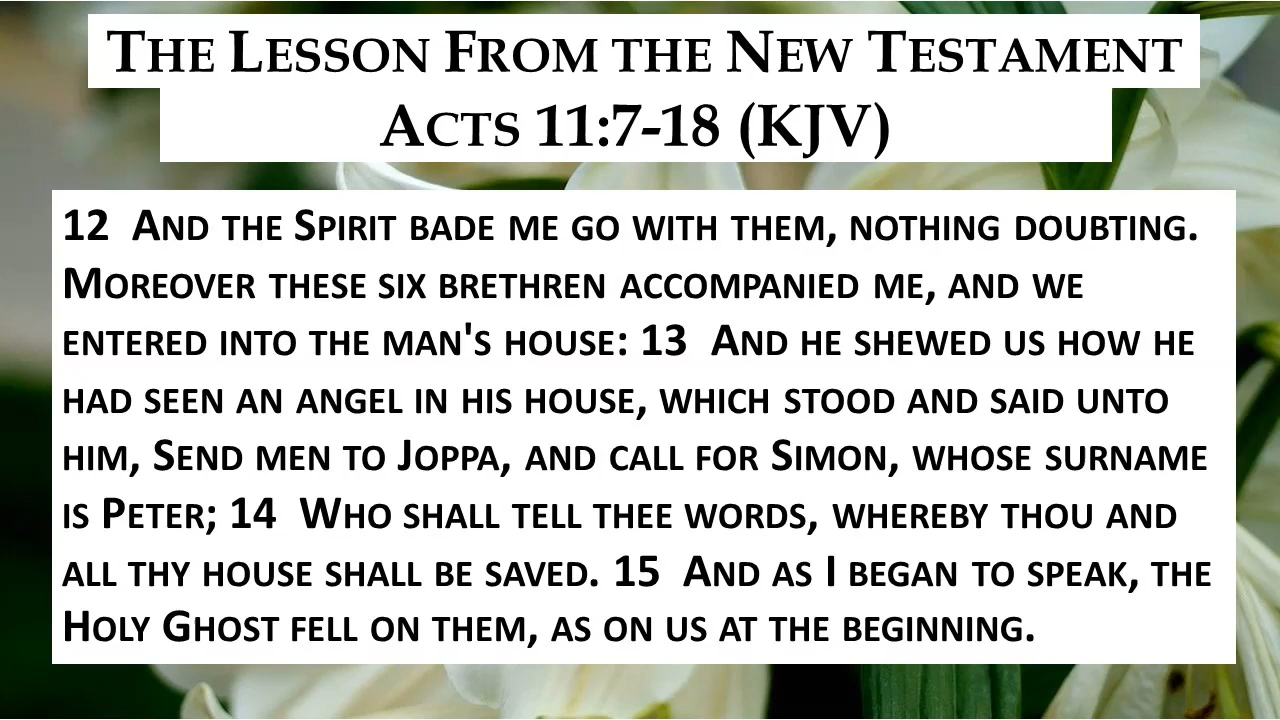 The Lesson From the New Testament
Acts 11:7-18 (KJV)
12 And the Spirit bade me go with them, nothing doubting.
Moreover these six brethren accompanied me, and we
entered into the man's house: 13 And he shewed us how he
had seen an angel in his house, which stood and said unto
him, Send men to Joppa, and call for Simon, whose surname
is Peter; 14 Who shall tell thee words, whereby thou and
all thy house shall be saved. 15 And as I began to speak, the
Holy Ghost fell on them, as on us at the beginning.